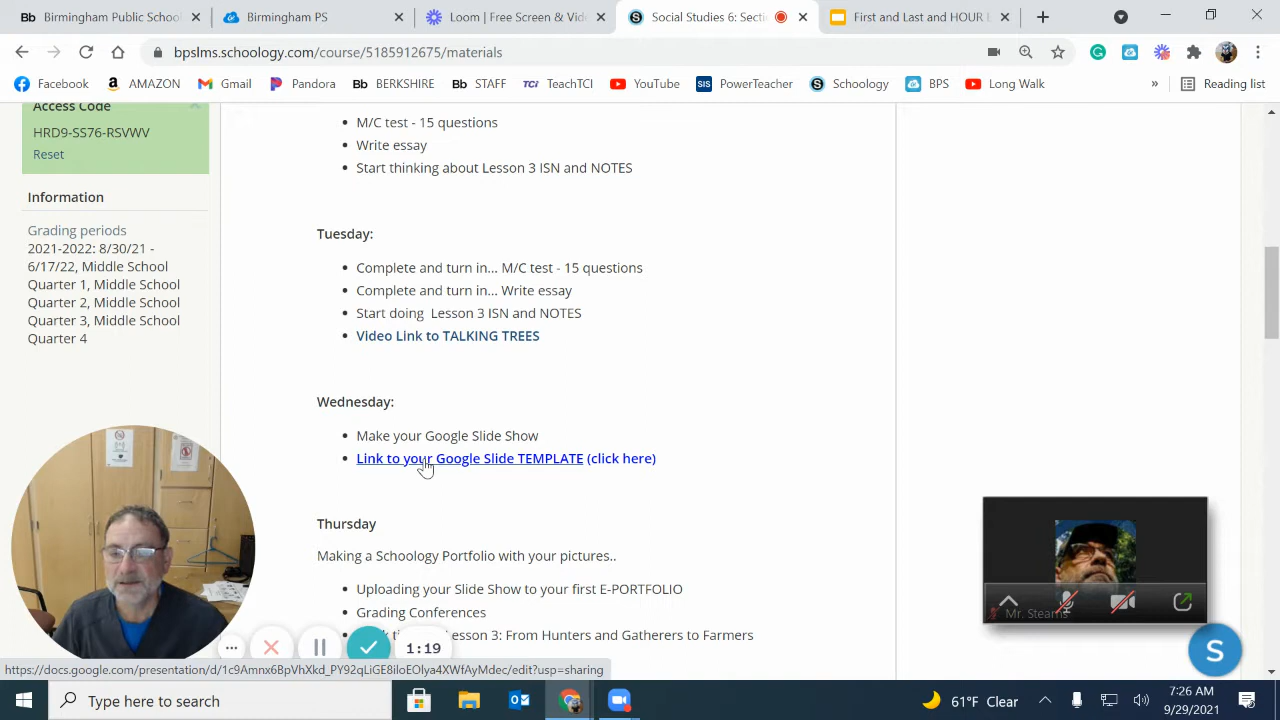 Birmingham Public School
Birmingham PS
Loom | Free Screen & Vid
Social Studies 6: Secti
First and Last and HOUR
bpslms.schoology.com/course/5185912675/materials
Facebook
AMAZON
Gmail
Pandora
Bb BERKSHIRE
Bb STAFF
TCi TeachTCI
YouTube
SIS PowerTeacher
Schoology
BPS
Long Walk
»
Reading list
Access Code
HRD9-SS76-RSVWV
Reset
Information
Grading periods
2021-2022: 8/30/21 -
6/17/22, Middle School
Quarter 1, Middle School
Quarter 2, Middle School
Quarter 3, Middle School
Quarter 4
M/C test - 15 questions
Write essay
Start thinking about Lesson 3 ISN and NOTES
Tuesday:
Complete and turn in... M/C test - 15 questions
Complete and turn in... Write essay
Start doing Lesson 3 ISN and NOTES
Video Link to TALKING TREES
Wednesday:
Make your Google Slide Show
Link to your Google Slide TEMPLATE (click here)
Thursday
Making a Schoology Portfolio with your pictures..
Uploading your Slide Show to your first E-PORTFOLIO
Grading Conferences
Lesson 3: From Hunters and Gatherers to Farmers
1:19
Mr. Stearns
S
https://docs.google.com/presentation/d/1c9Amnx6BpVhXkd_PY92qLiGE8iloEOlya4XWfAyMdec/edit?usp=sharing
Type here to search
61°F Clear
7:26 AM
9/29/2021